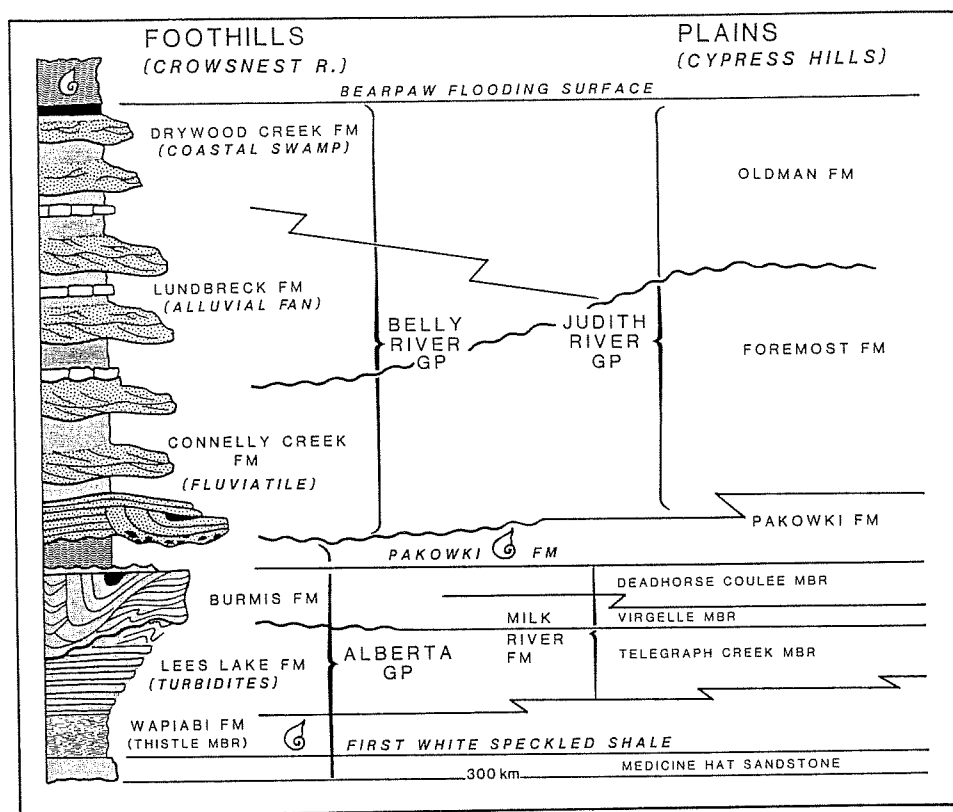 FOOTHILLS
(CROWSNEST R.)
PLAINS
(CYPRESS HILLS)
BEARPAW FLOODING SURFACE
DRYWOOD CREEK FM
(COASTAL SWAMP)
OLDMAN FM
LUNDBRECK FM
(ALLUVIAL FAN)
BELLY
RIVER
GP
JUDITH
RIVER
GP
FOREMOST FM
CONNELLY CREEK
FM
(FLUVIATILE)
PAKOWKI FM
PAKOWKI FM
BURMIS FM
DEADHORSE COULEE MBR
MILK
RIVER
FM
VIRGELLE MBR
LEES LAKE FM
(TURBIDITES)
ALBERTA
GP
TELEGRAPH CREEK MBR
WAPIABI FM
(THISTLE MBR)
FIRST WHITE SPECKLED SHALE
300 km
MEDICINE HAT SANDSTONE